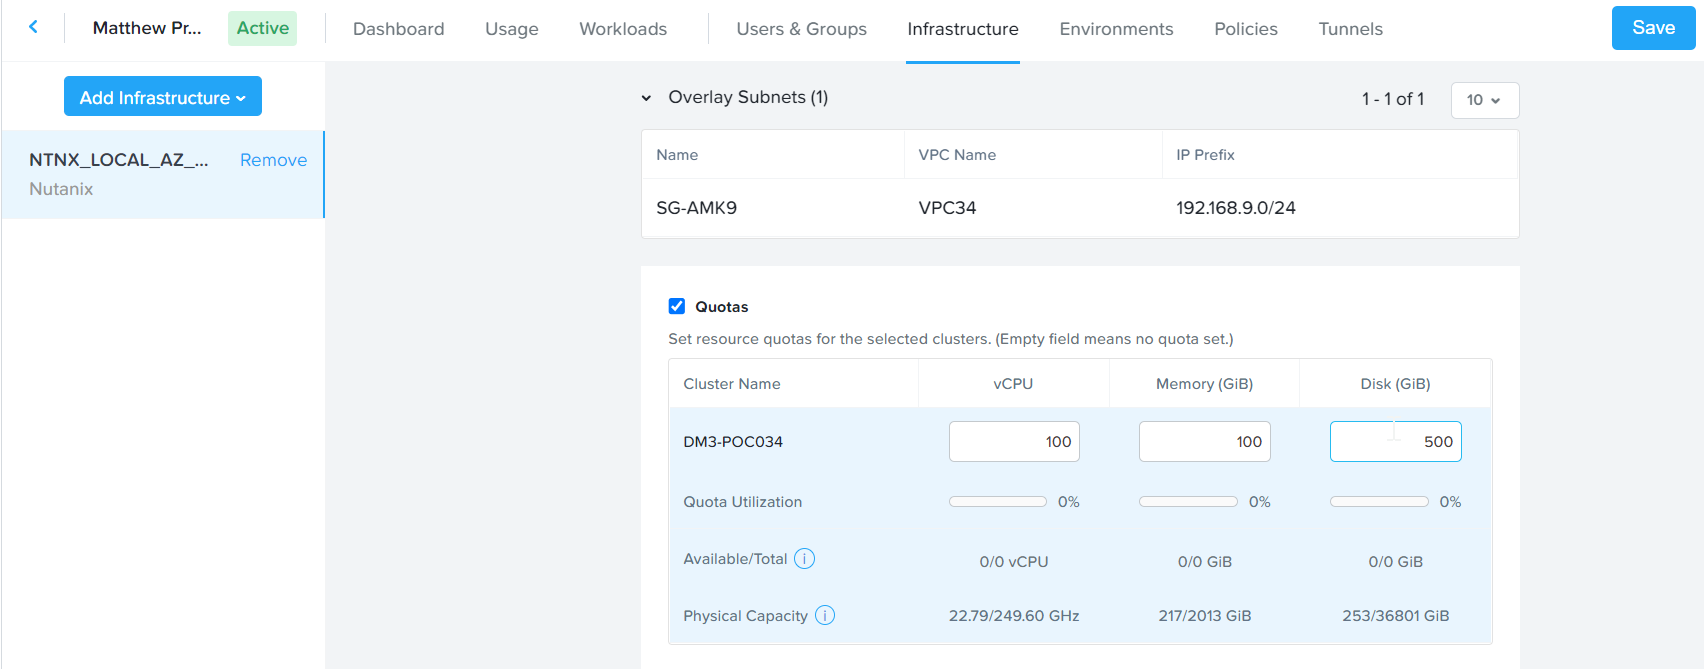 Matthew Pr... Active Dashboard Usage Workloads Users & Groups Infrastructure Environments Policies Tunnels Save
Add Infrastructure
NTNX_LOCAL_AZ_... Remove
Nutanix
Overlay Subnets (1) 1 - 1 of 1 10
Name VPC Name IP Prefix
SG-AMK9 VPC34 192.168.9.0/24
Quotas
Set resource quotas for the selected clusters. (Empty field means no quota set.)
Cluster Name vCPU Memory (GiB) Disk (GiB)
DM3-POC034 100 100 500
Quota Utilization 0% 0% 0%
Available/Total i 0/0 vCPU 0/0 GiB 0/0 GiB
Physical Capacity i 22.79/249.60 GHz 217/2013 GiB 253/36801 GiB